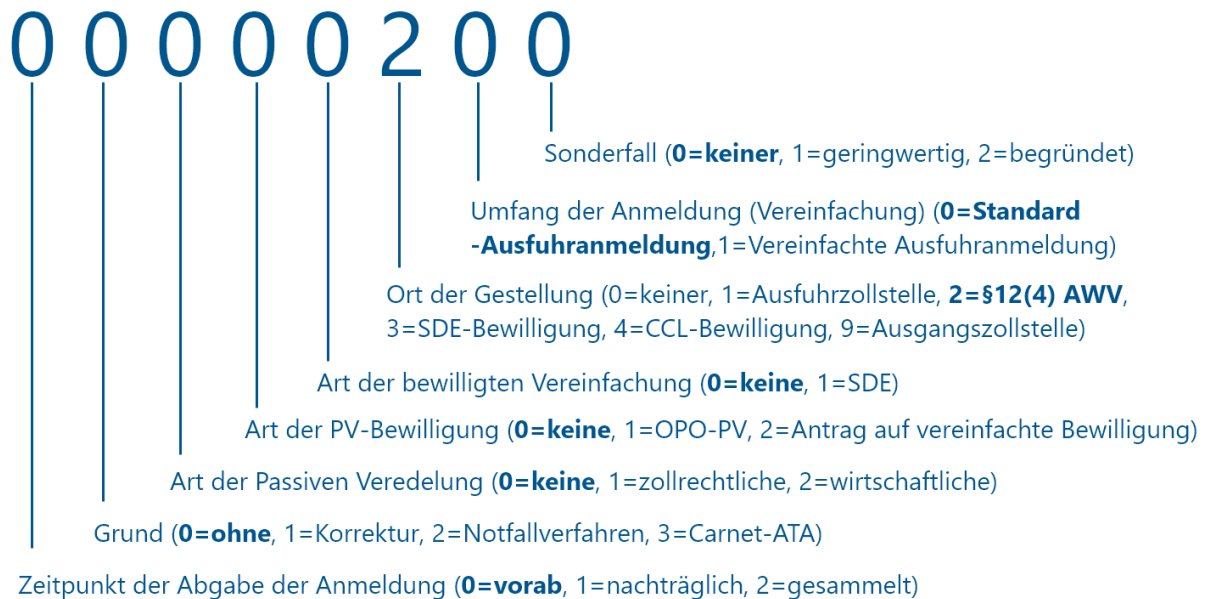 0 0 0 0 0 2 0 0
Sonderfall (0=keiner, 1=geringwertig, 2=begründet)
Umfang der Anmeldung (Vereinfachung) (0=Standard
-Ausfuhranmeldung,1=Vereinfachte Ausfuhranmeldung)
Ort der Gestellung (0=keiner, 1=Ausfuhrzollstelle, 2=§12(4) AWV,
3=SDE-Bewilligung, 4=CCL-Bewilligung, 9=Ausgangszollstelle)
Art der bewilligten Vereinfachung (0=keine, 1=SDE)
Art der PV-Bewilligung (0=keine, 1=OPO-PV, 2=Antrag auf vereinfachte Bewilligung)
Art der Passiven Veredelung (0=keine, 1=zollrechtliche, 2=wirtschaftliche)
Grund (0=ohne, 1=Korrektur, 2=Notfallverfahren, 3=Carnet-ATA)
Zeitpunkt der Abgabe der Anmeldung (0=vorab, 1=nachträglich, 2=gesammelt)